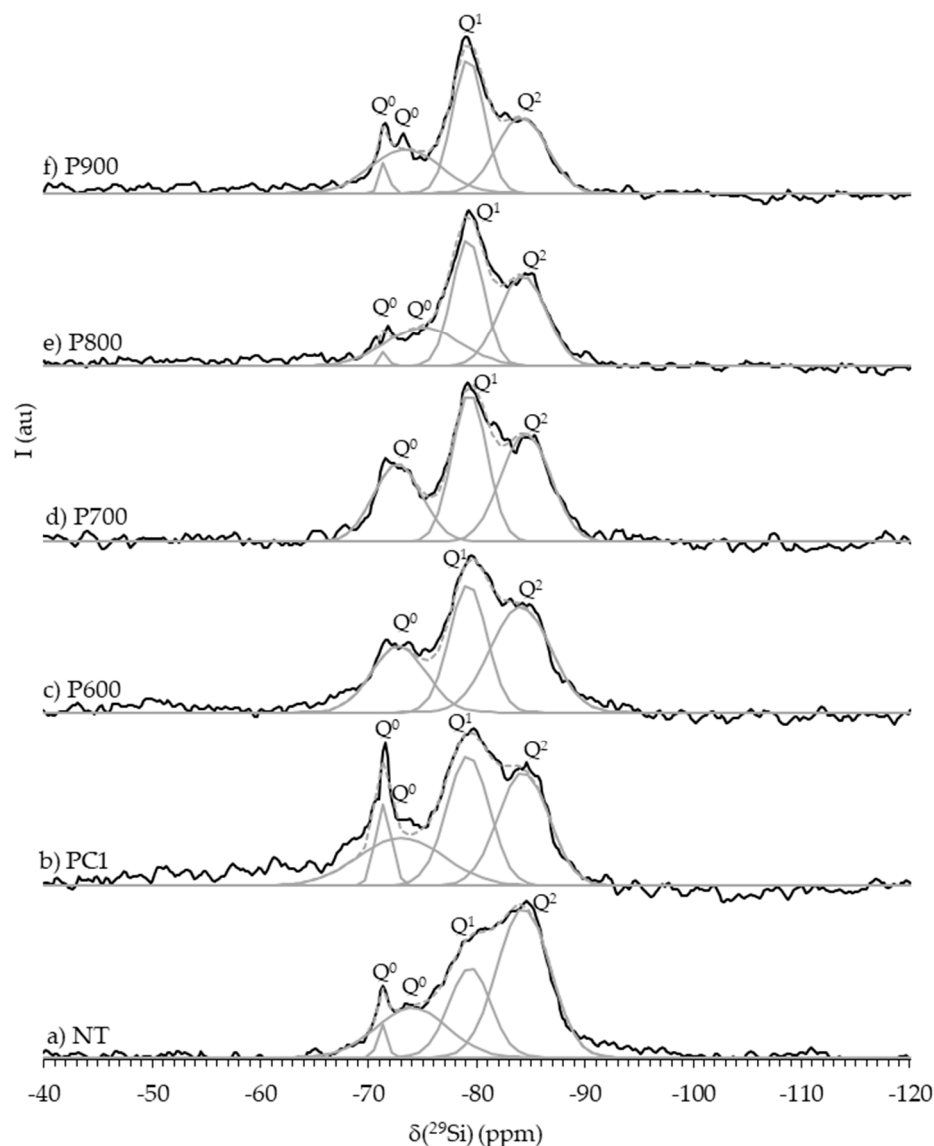 Q¹
Q⁰
Q⁰
Q²
f) P900
Q¹
Q²
Q⁰ Q⁰
e) P800
Q¹
Q²
Q⁰
d) P700
I (au)
Q¹
Q²
Q⁰
c) P600
Q¹
Q⁰
Q²
Q⁰
b) PC1
Q²
Q¹
Q⁰
Q⁰
a) NT
-40 -50 -60 -70 -80 -90 -100 -110 -120
δ(²⁹Si) (ppm)